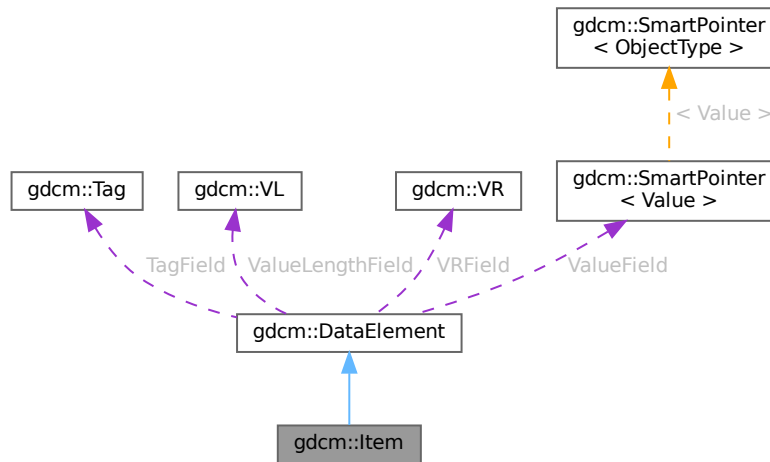 gdcm::SmartPointer
< ObjectType >
< Value >
gdcm::Tag
gdcm::VL
gdcm::VR
gdcm::SmartPointer
< Value >
TagField
ValueLengthField
VRField
ValueField
gdcm::DataElement
gdcm::Item